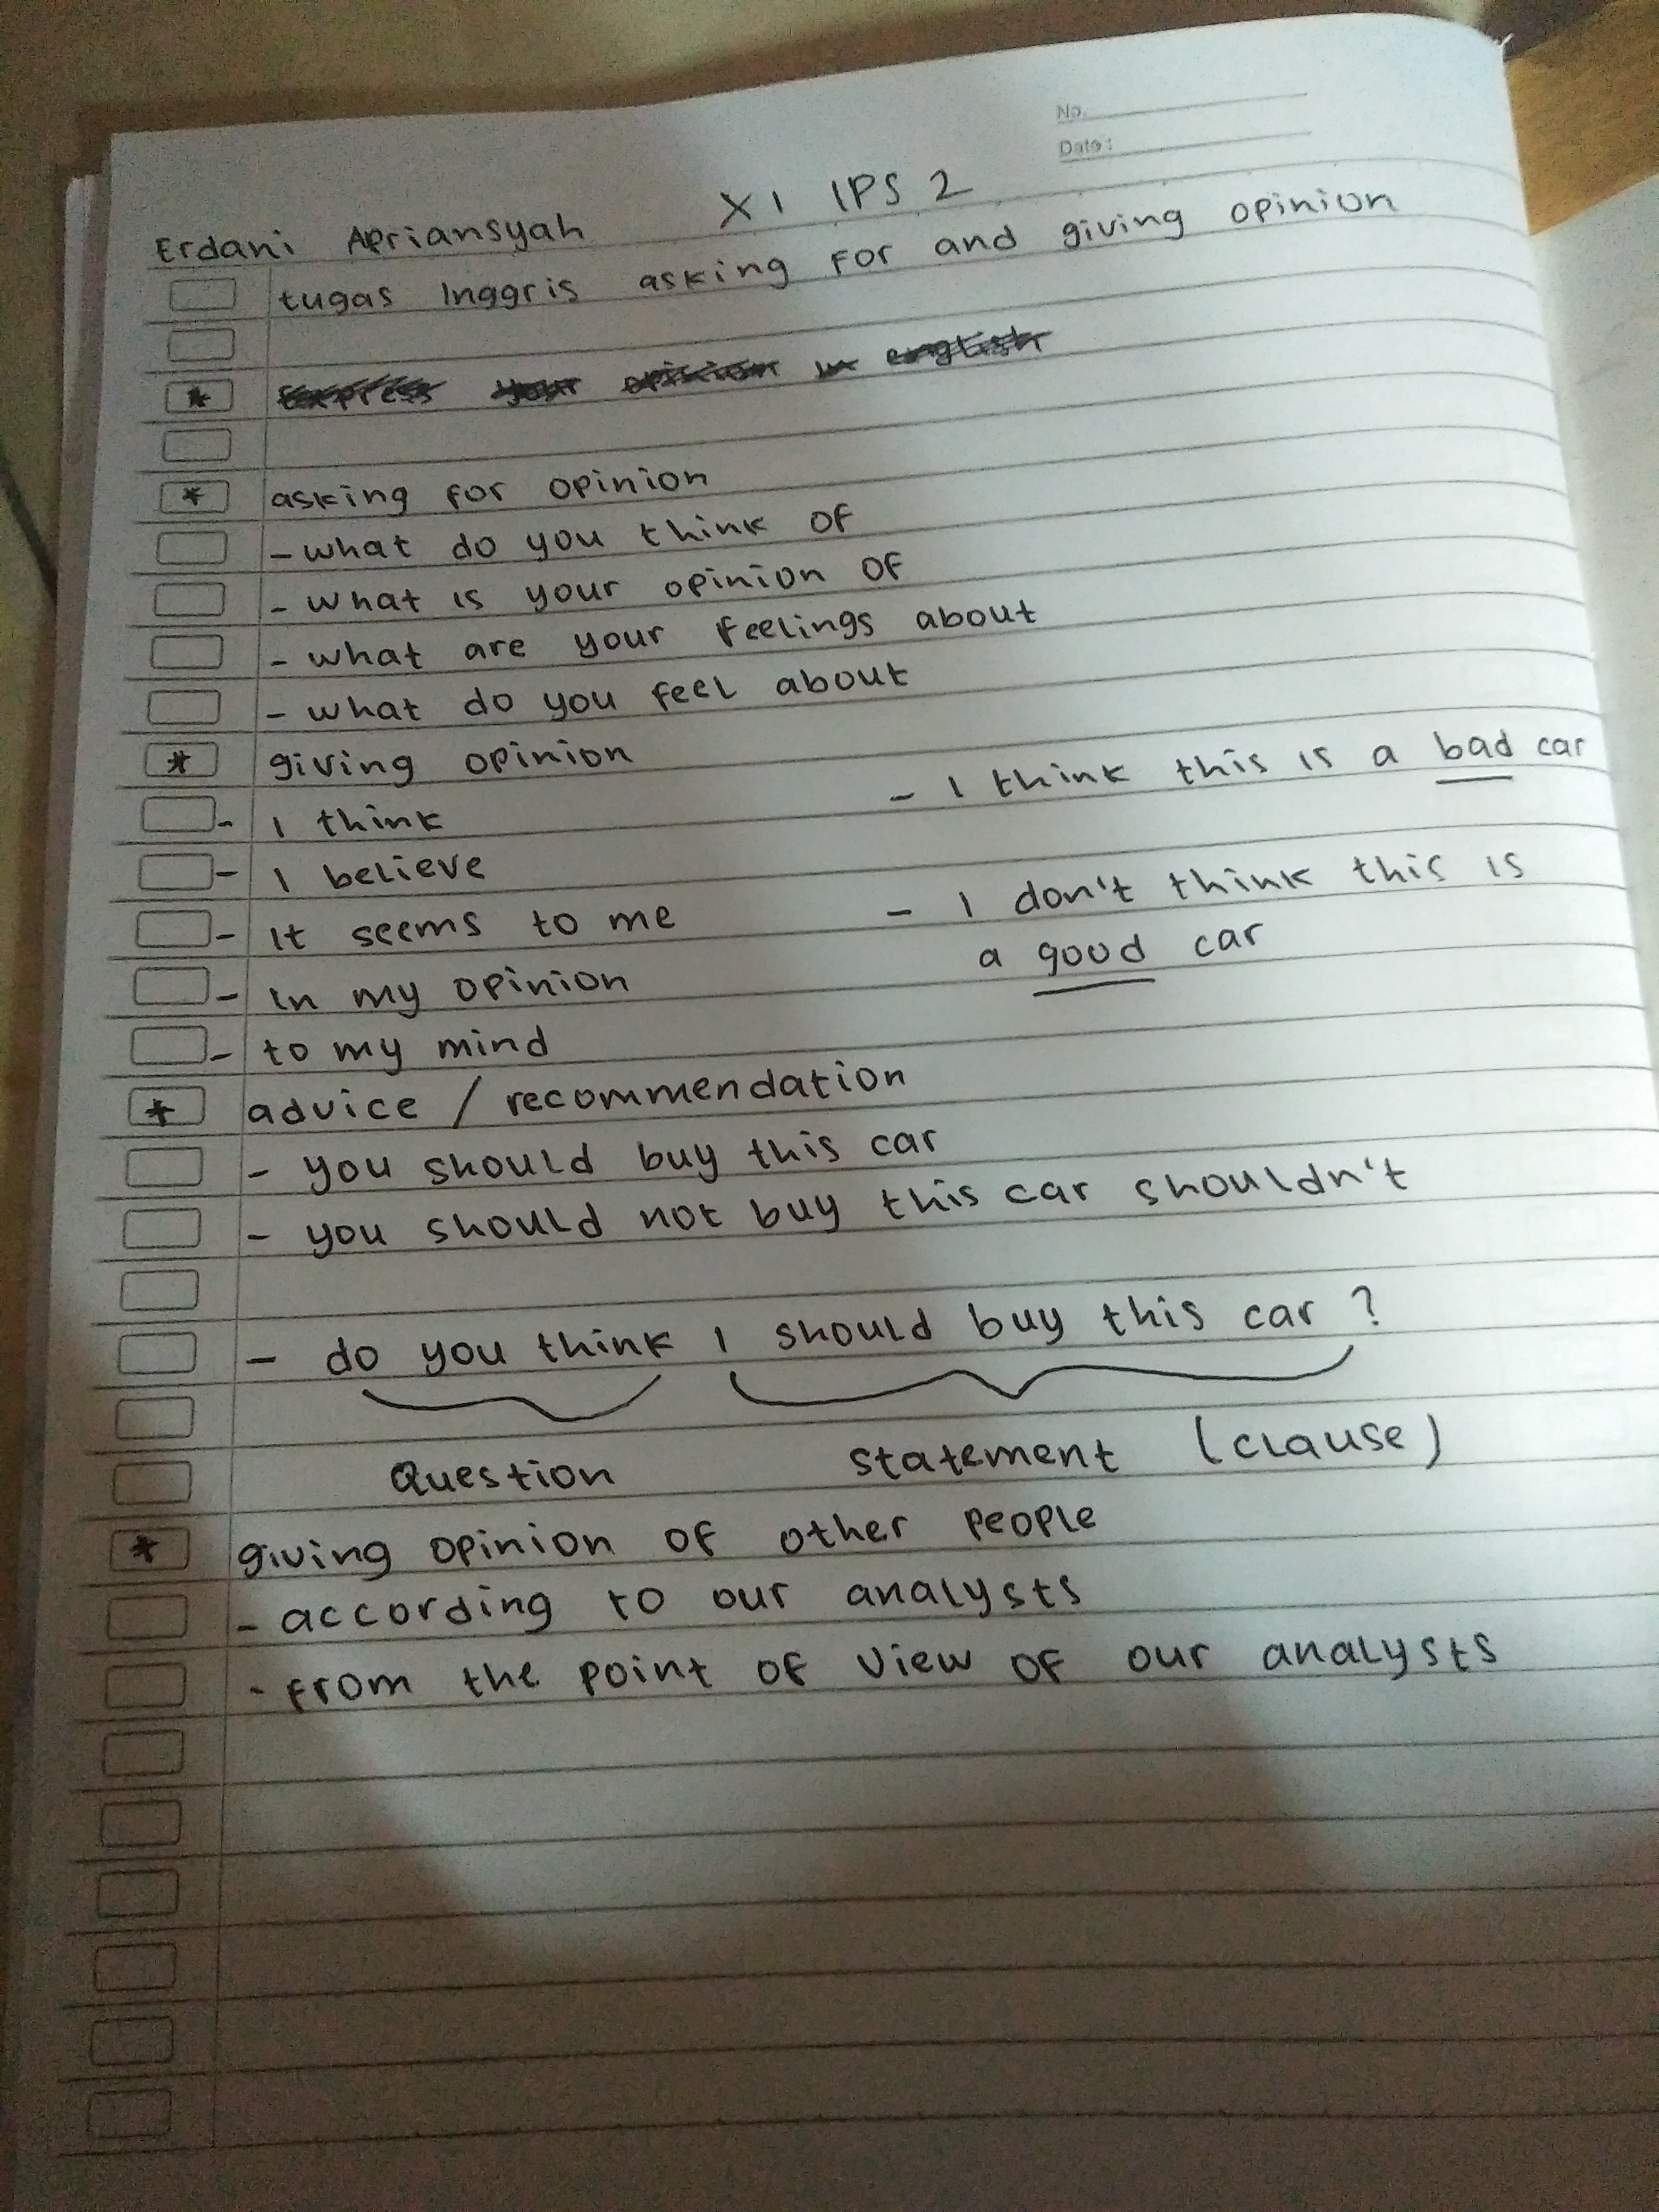 No.
Date:
Erdani Apriansyah XI IPS 2
tugas Inggris asking for and giving opinion
* Express your opinion in english
* asking for opinion
- what do you think of
- what is your opinion of
- what are your feelings about
- what do you feel about
* giving opinion
- I think
- I believe
- It seems to me
- In my opinion
- to my mind
- I think this is a bad car
- I don't think this is
a good car
* advice / recommendation
- you should buy this car
- you should not buy this car shouldn't
- do you think I should buy this car ?
Question statement (clause)
* giving opinion of other people
- according to our analysts
- from the point of view of our analysts